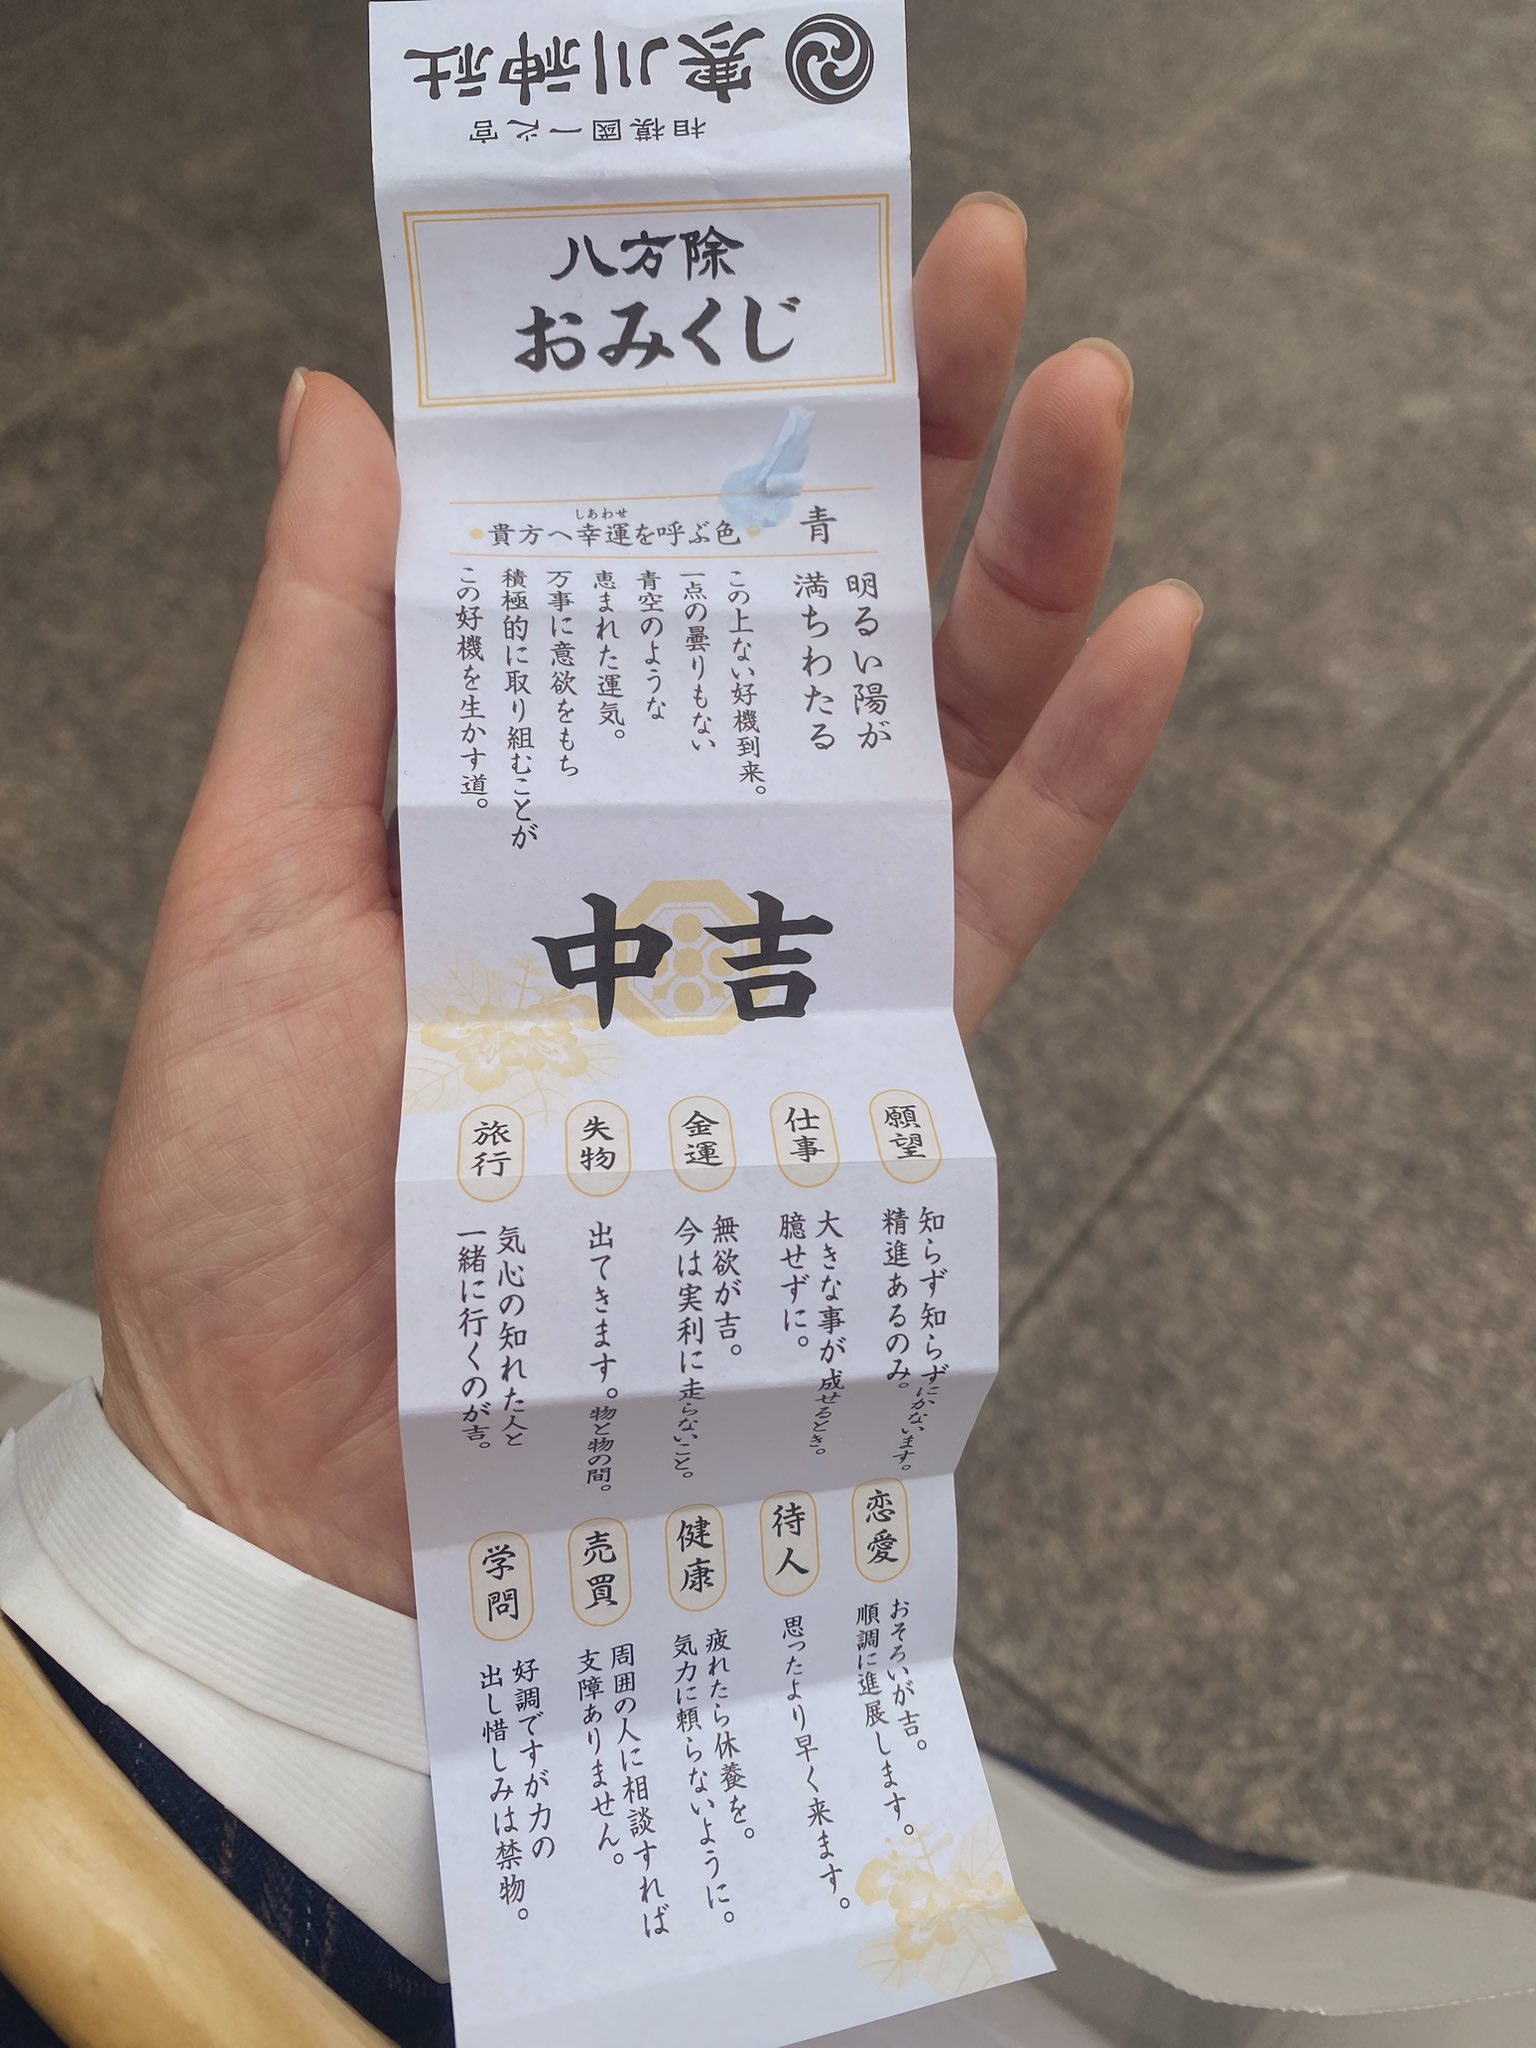 寒川神社
相模國一之宮
八方除
おみくじ
しあわせ
貴方へ幸運を呼ぶ色
青
明るい陽が
満ちわたる
この上ない好機到来。
一点の曇りもない
青空のような
恵まれた運気。
万事に意欲をもち
積極的に取り組むことが
この好機を生かす道。
中吉
願望
知らず知らずにかないます。
精進あるのみ。
仕事
大きな事が成せるとき。
臆せずに。
金運
無欲が吉。
今は実利に走らないこと。
失物
出てきます。物と物の間。
旅行
気心の知れた人と
一緒に行くのが吉。
恋愛
おそろいが吉。
順調に進展します。
待人
思ったより早く来ます。
健康
疲れたら休養を。
気力に頼らないように。
売買
周囲の人に相談すれば
支障ありません。
学問
好調ですが力の
出し惜しみは禁物。